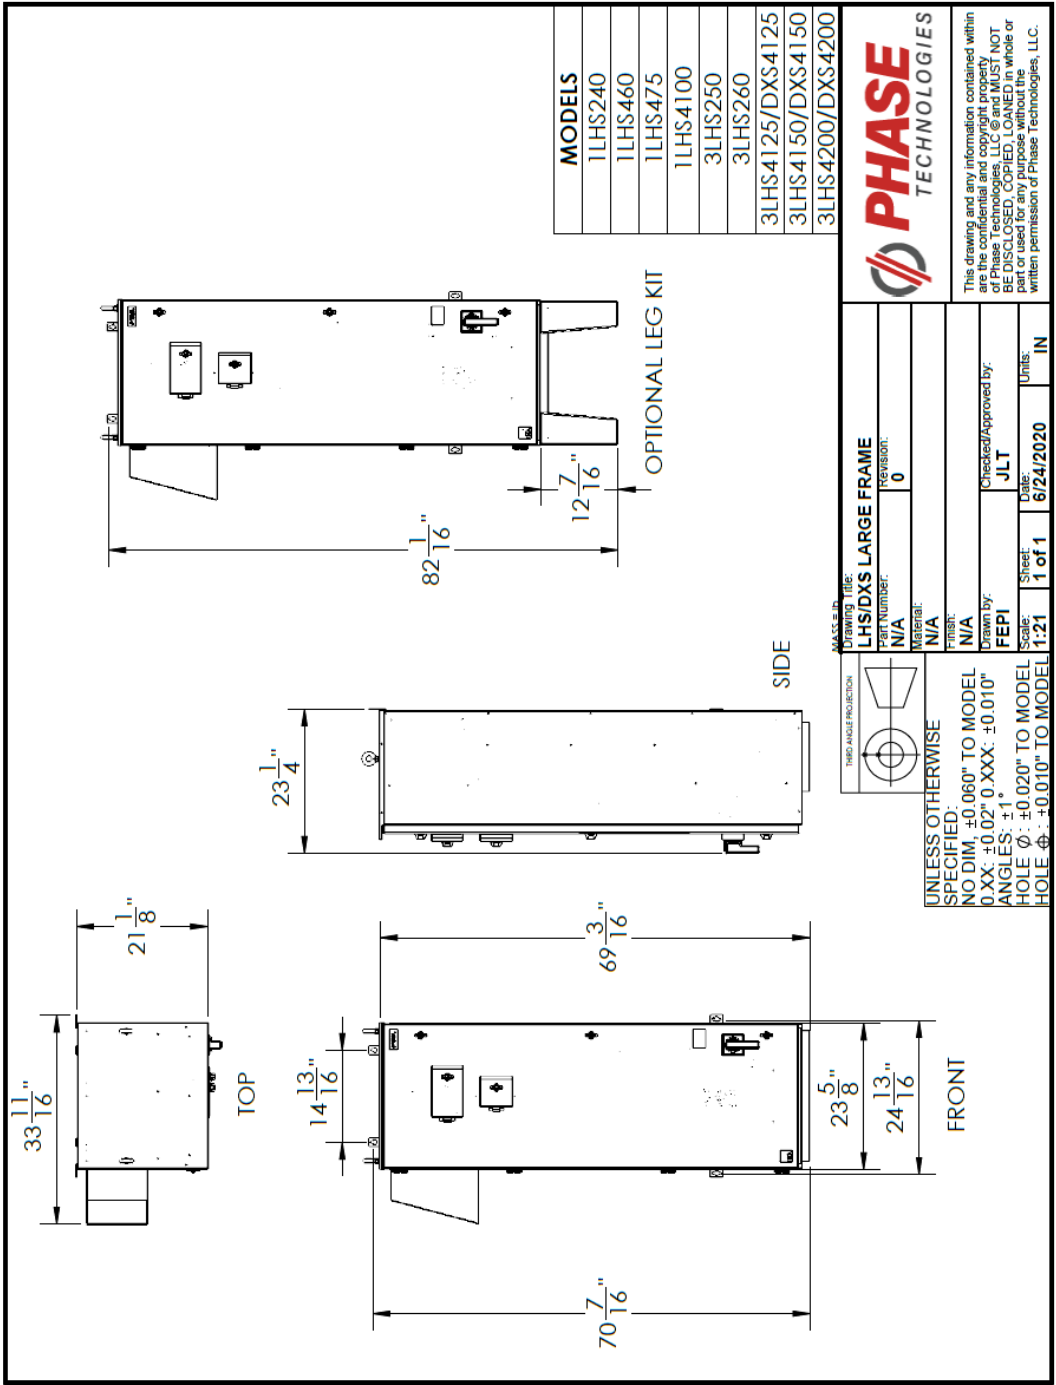 33 11/16"
21 1/8"
TOP
23 1/4"
SIDE
82 1/16"
12 7/16"
OPTIONAL LEG KIT
14 13/16"
69 3/16"
70 7/16"
23 5/8"
24 13/16"
FRONT
MODELS
1LHS240
1LHS460
1LHS475
1LHS4100
3LHS250
3LHS260
3LHS4125/DXS4125
3LHS4150/DXS4150
3LHS4200/DXS4200
UNLESS OTHERWISE
SPECIFIED:
NO DIM, ±0.060" TO MODEL
0.XX: ±0.02" 0.XXX: ±0.010"
ANGLES: ±1°
HOLE ∅ : ±0.020" TO MODEL
HOLE ⌖ : ±0.010" TO MODEL
THIRD ANGLE PROJECTION
MASS = lb
Drawing Title:
LHS/DXS LARGE FRAME
Part Number:
N/A
Revision:
0
Material:
N/A
Finish:
N/A
Drawn by:
FEPI
Checked/Approved by:
JLT
Scale:
1:21
Sheet:
1 of 1
Date:
6/24/2020
Units:
IN
PHASE
TECHNOLOGIES
This drawing and any information contained within
are the confidential and copyright property
of Phase Technologies, LLC © and MUST NOT
BE DISCLOSED, COPIED, LOANED in whole or
part or used for any purpose without the
written permission of Phase Technologies, LLC.